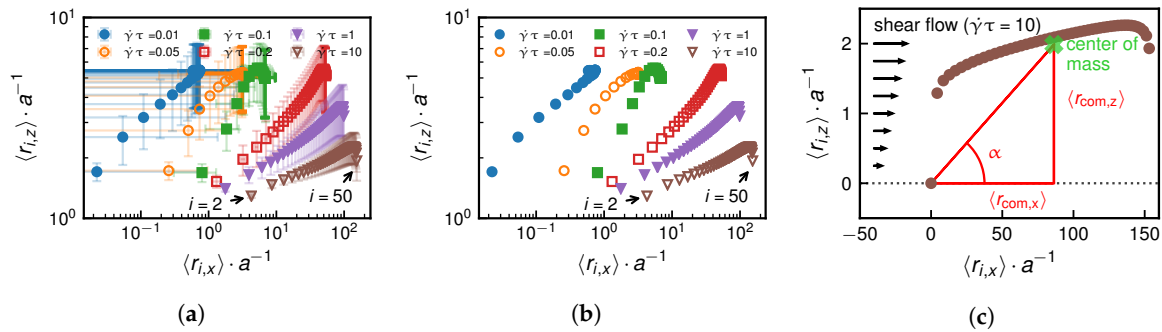 10¹
γ̇ τ =0.01
γ̇ τ =0.1
γ̇ τ =1
γ̇ τ =0.05
γ̇ τ =0.2
γ̇ τ =10
⟨r_{i,z}⟩ · a⁻¹
i = 2
i = 50
10⁰
10⁻¹ 10⁰ 10¹ 10²
⟨r_{i,x}⟩ · a⁻¹
(a)
10¹
γ̇ τ =0.01
γ̇ τ =0.1
γ̇ τ =1
γ̇ τ =0.05
γ̇ τ =0.2
γ̇ τ =10
⟨r_{i,z}⟩ · a⁻¹
i = 2
i = 50
10⁰
10⁻¹ 10⁰ 10¹ 10²
⟨r_{i,x}⟩ · a⁻¹
(b)
shear flow (γ̇τ = 10)
center of
mass
⟨r_{com,z}⟩
α
⟨r_{com,x}⟩
⟨r_{i,z}⟩ · a⁻¹
2
1
0
−50 0 50 100 150
⟨r_{i,x}⟩ · a⁻¹
(c)